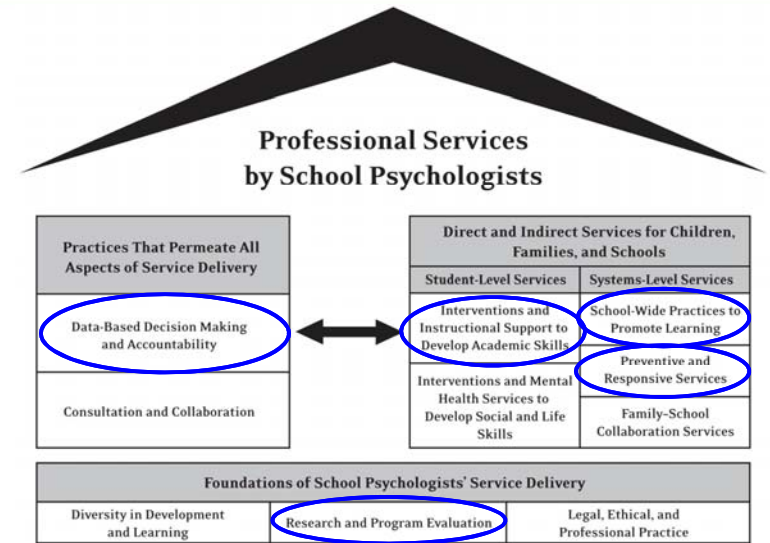 Professional Services
by School Psychologists
Practices That Permeate All
Aspects of Service Delivery
Data-Based Decision Making
and Accountability
Consultation and Collaboration
Direct and Indirect Services for Children,
Families, and Schools
Student-Level Services
Interventions and
Instructional Support to
Develop Academic Skills
Interventions and Mental
Health Services to
Develop Social and Life
Skills
Systems-Level Services
School-Wide Practices to
Promote Learning
Preventive and
Responsive Services
Family–School
Collaboration Services
Foundations of School Psychologists' Service Delivery
Diversity in Development
and Learning
Research and Program Evaluation
Legal, Ethical, and
Professional Practice